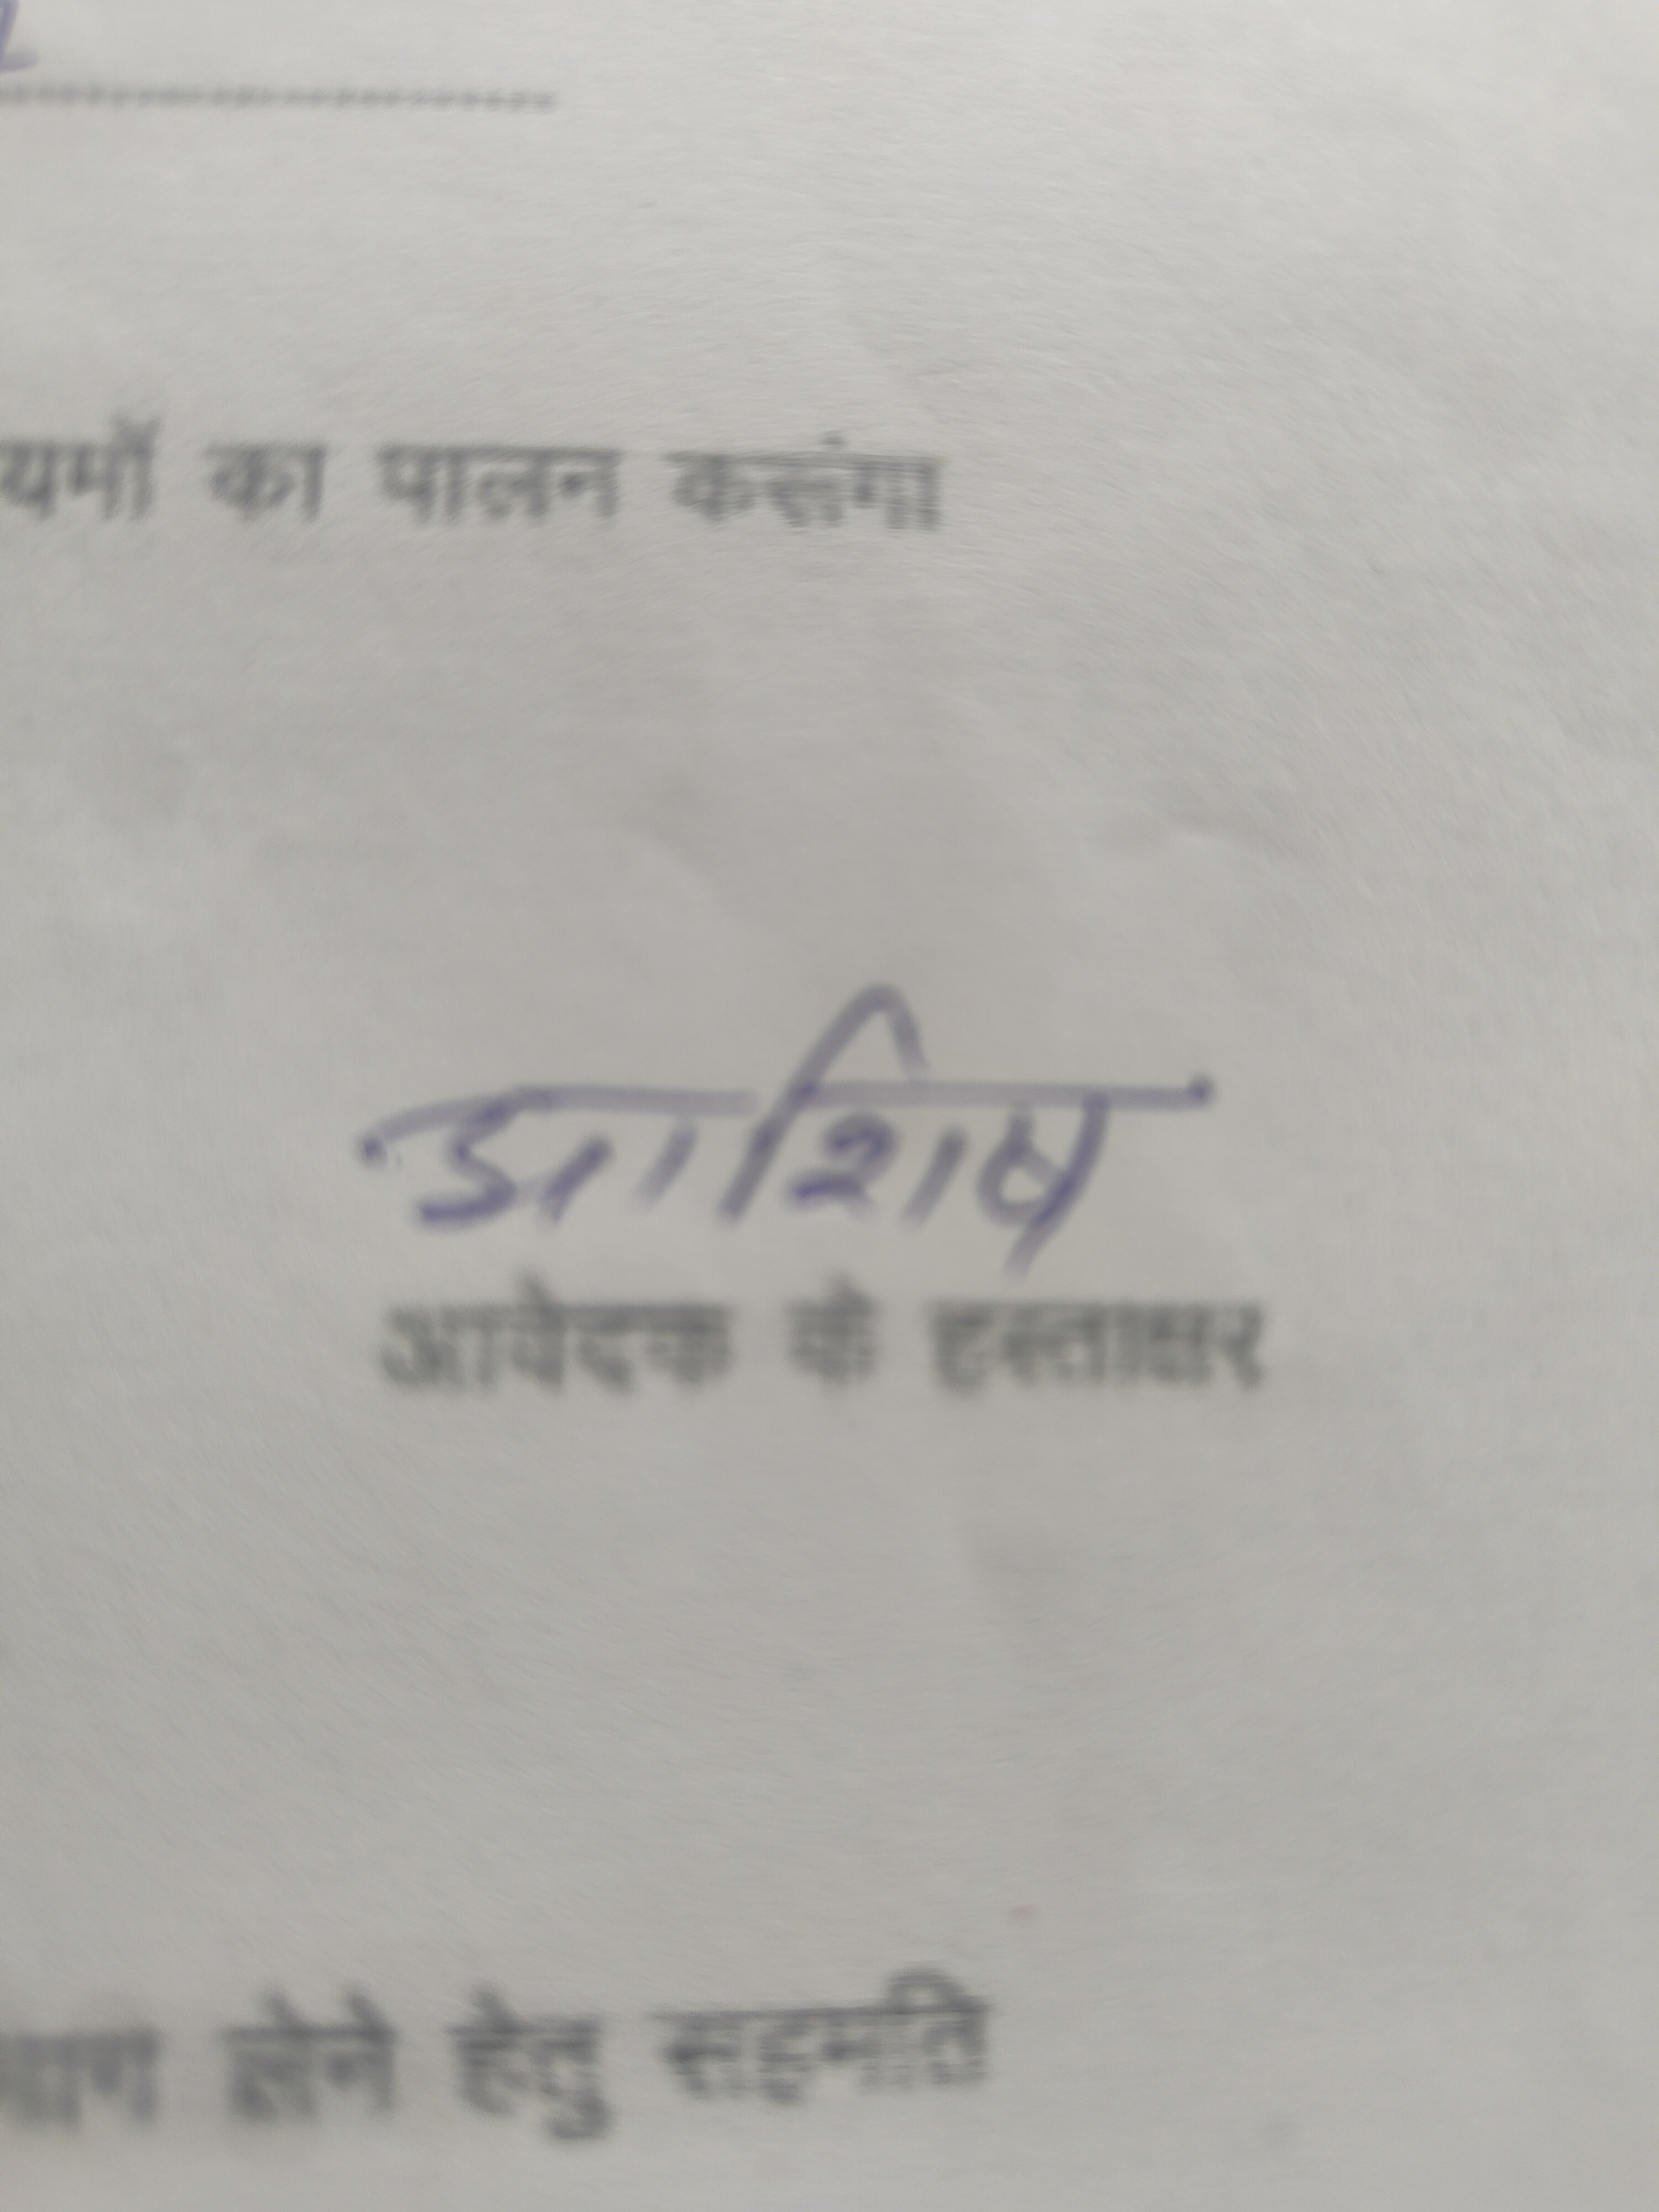 यमों का पालन करूंगा
आशिष
आवेदक के हस्ताक्षर
भाग लेने हेतु सहमति